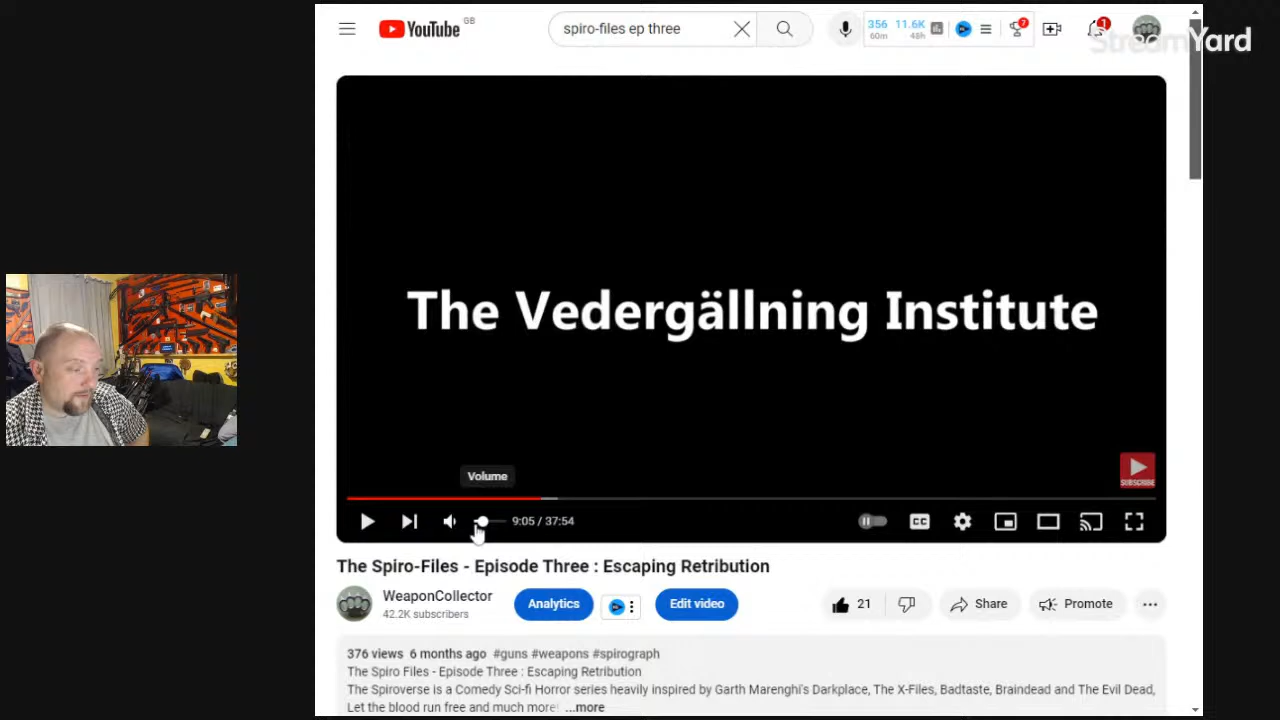 YouTube GB
spiro-files ep three
356 11.6K
60m 48h
7
1
StreamYard
The Vedergällning Institute
SUBSCRIBE
Volume
9:05 / 37:54
CC
The Spiro-Files - Episode Three : Escaping Retribution
WeaponCollector
42.2K subscribers
Analytics
Edit video
21
Share
Promote
376 views 6 months ago #guns #weapons #spirograph
The Spiro Files - Episode Three : Escaping Retribution
The Spiroverse is a Comedy Sci-fi Horror series heavily inspired by Garth Marenghi's Darkplace, The X-Files, Badtaste, Braindead and The Evil Dead,
Let the blood run free and much more! ...more